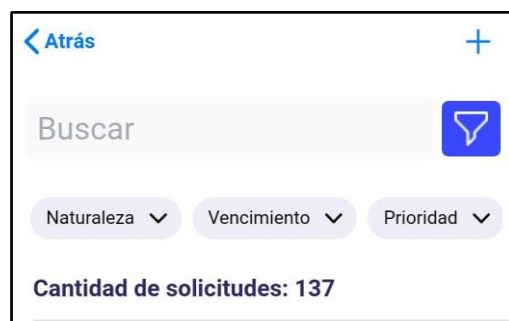 Atrás
Buscar
Naturaleza Vencimiento Prioridad
Cantidad de solicitudes: 137